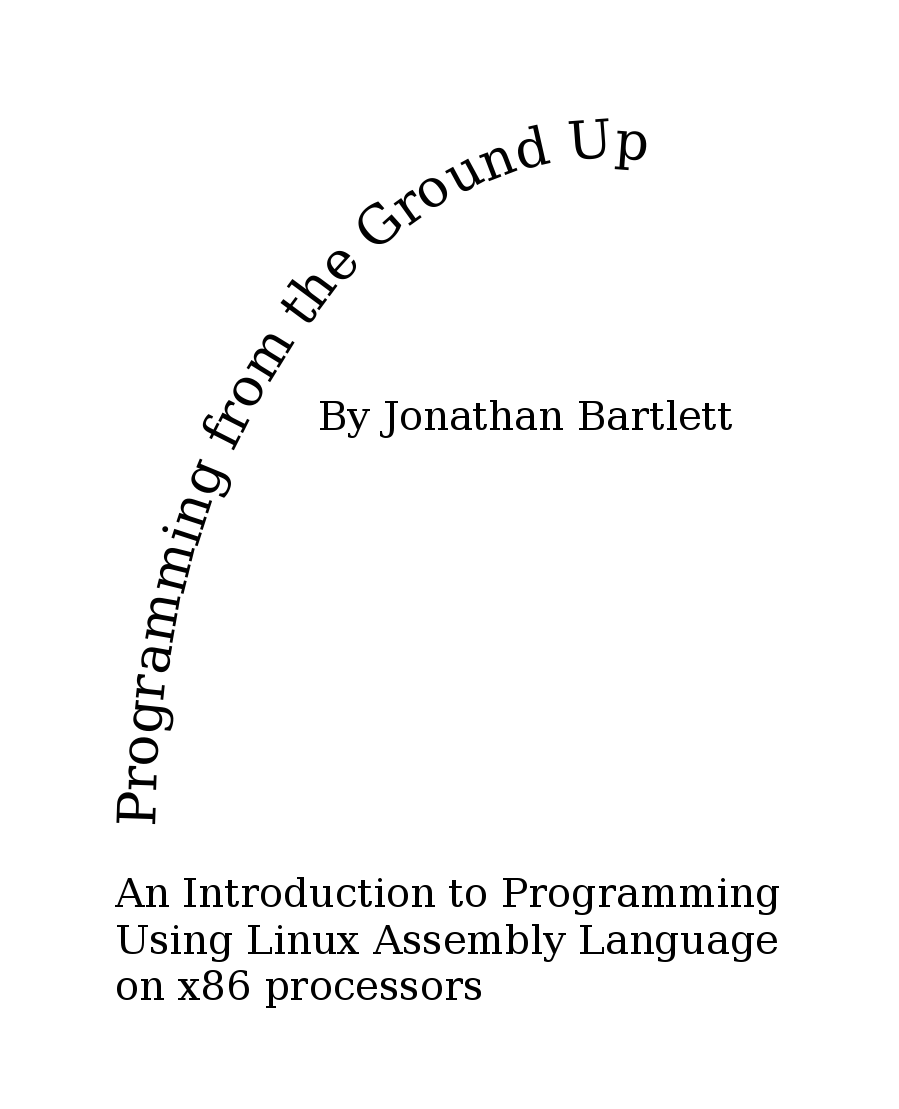 Programming from the Ground Up
By Jonathan Bartlett
An Introduction to Programming
Using Linux Assembly Language
on x86 processors